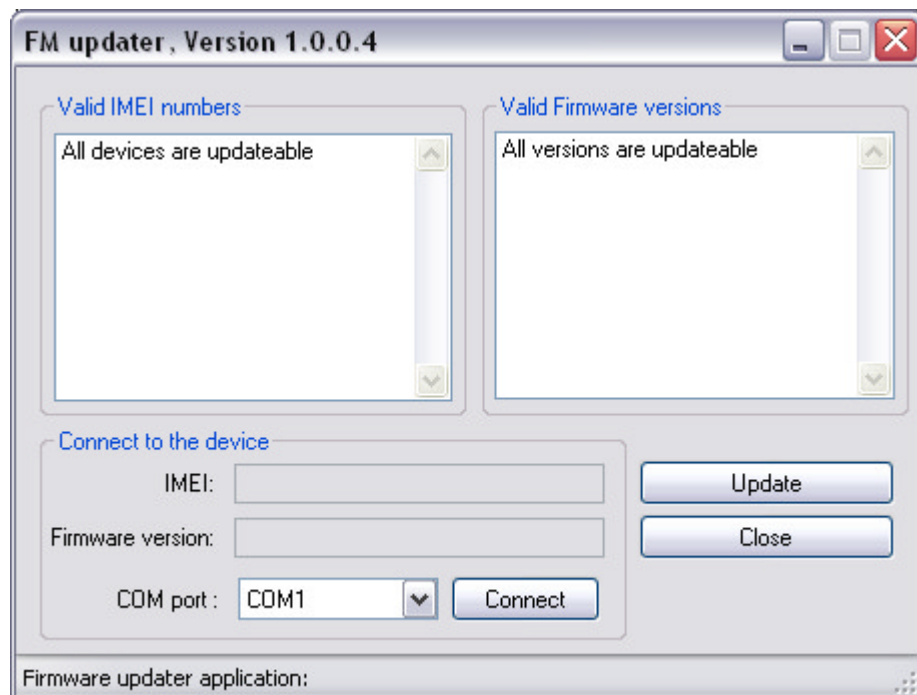 FM updater, Version 1.0.0.4
Valid IMEI numbers
All devices are updateable
Valid Firmware versions
All versions are updateable
Connect to the device
IMEI:
Firmware version:
COM port : COM1 Connect
Update
Close
Firmware updater application: